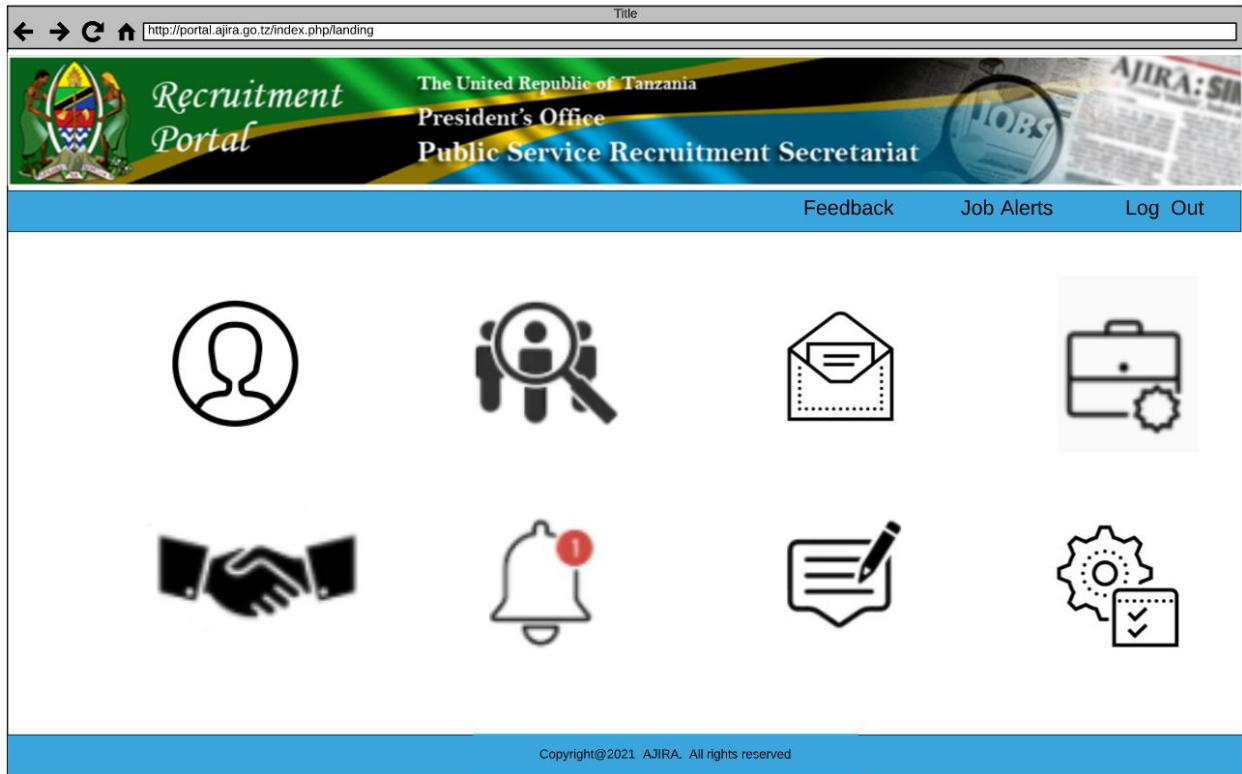 Title
http://portal.ajira.go.tz/index.php/landing
Recruitment
Portal
The United Republic of Tanzania
President's Office
Public Service Recruitment Secretariat
JOBS
AJIRA:
Feedback
Job Alerts
Log Out
1
Copyright@2021 AJIRA. All rights reserved